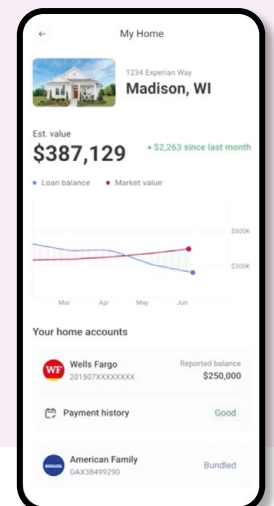 My Home
1234 Experian Way
Madison, WI
Est. value
$387,129
$2,263 since last month
Loan balance
Market value
$500K
$300K
Mar Apr May Jun
Your home accounts
WF
Wells Fargo
201507XXXXXXXX
Reported balance
$250,000
Payment history
Good
American Family
GAX38499290
Bundled